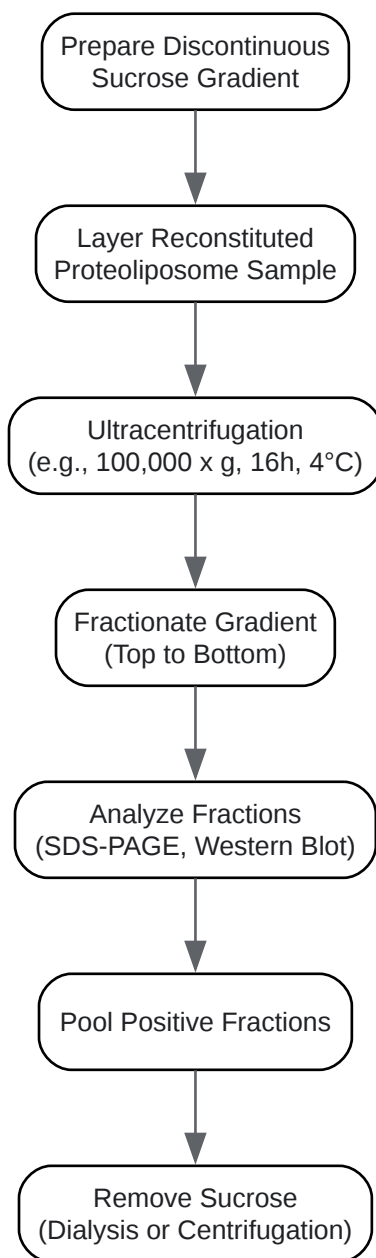 Prepare Discontinuous
Sucrose Gradient
Layer Reconstituted
Proteoliposome Sample
Ultracentrifugation
(e.g., 100,000 x g, 16h, 4°C)
Fractionate Gradient
(Top to Bottom)
Analyze Fractions
(SDS-PAGE, Western Blot)
Pool Positive Fractions
Remove Sucrose
(Dialysis or Centrifugation)